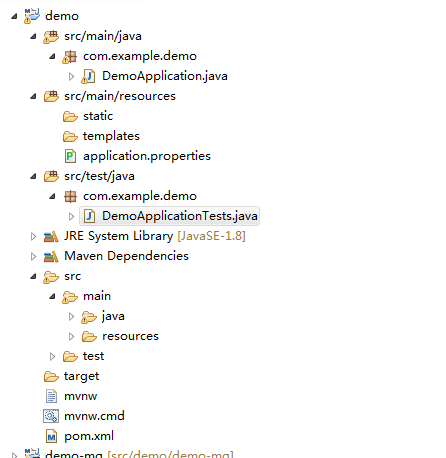 demo
src/main/java
com.example.demo
DemoApplication.java
src/main/resources
static
templates
application.properties
src/test/java
com.example.demo
DemoApplicationTests.java
JRE System Library [JavaSE-1.8]
Maven Dependencies
src
main
java
resources
test
target
mvnw
mvnw.cmd
pom.xml
demo-mq [src/demo/demo-mq]